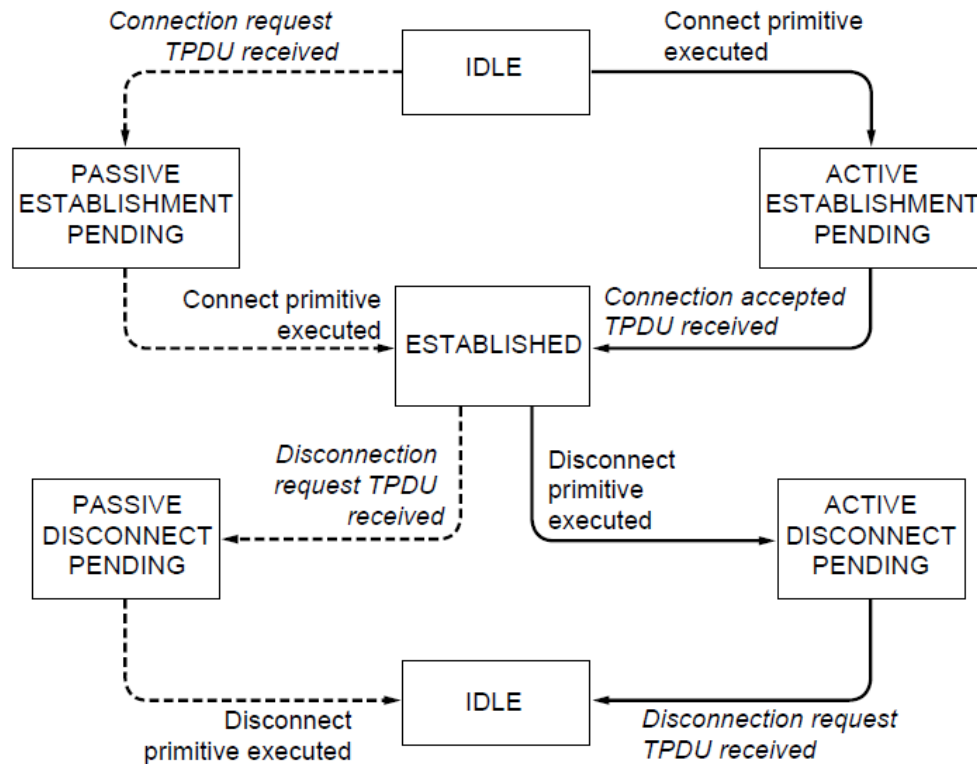 Connection request
TPDU received
IDLE
Connect primitive
executed
PASSIVE
ESTABLISHMENT
PENDING
ACTIVE
ESTABLISHMENT
PENDING
Connect primitive
executed
ESTABLISHED
Connection accepted
TPDU received
Disconnection
request TPDU
received
Disconnect
primitive
executed
PASSIVE
DISCONNECT
PENDING
ACTIVE
DISCONNECT
PENDING
IDLE
Disconnect
primitive executed
Disconnection request
TPDU received